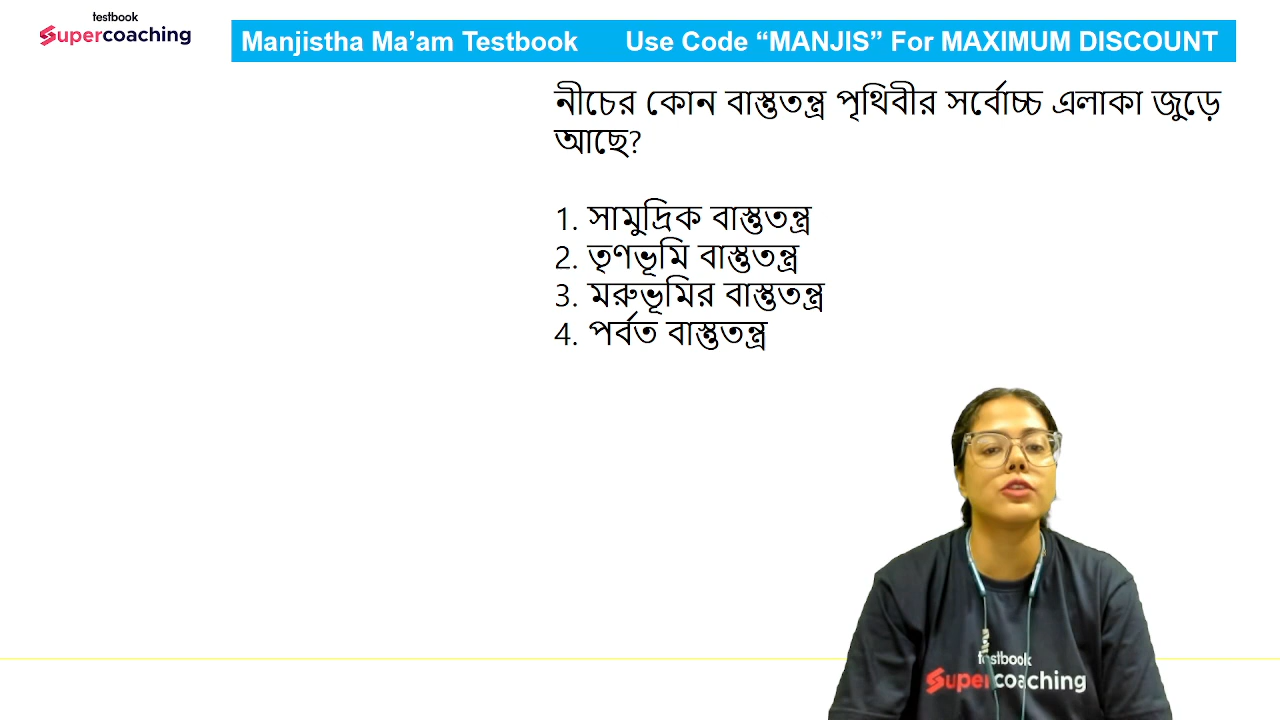 testbook
Supercoaching
Manjistha Ma’am Testbook Use Code “MANJIS” For MAXIMUM DISCOUNT
নীচের কোন বাস্তুতন্ত্র পৃথিবীর সর্বোচ্চ এলাকা জুড়ে
আছে?
1. সামুদ্রিক বাস্তুতন্ত্র
2. তৃণভূমি বাস্তুতন্ত্র
3. মরুভূমির বাস্তুতন্ত্র
4. পর্বত বাস্তুতন্ত্র
testbook
Supercoaching